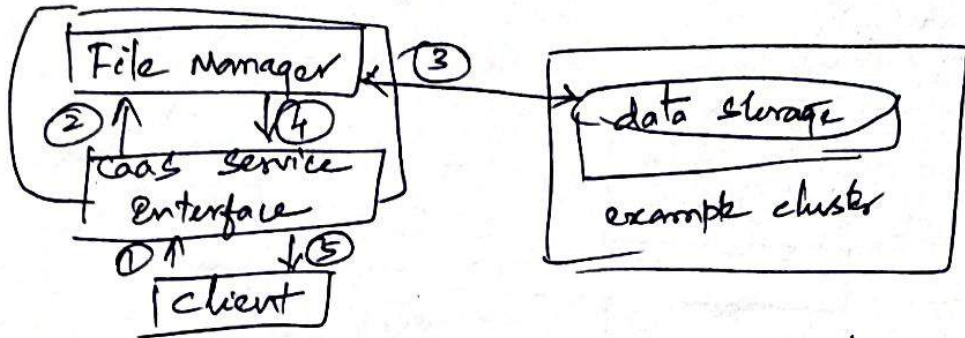 File Manager
③
data storage
②
④
CaaS Service
Interface
example cluster
①
⑤
Client